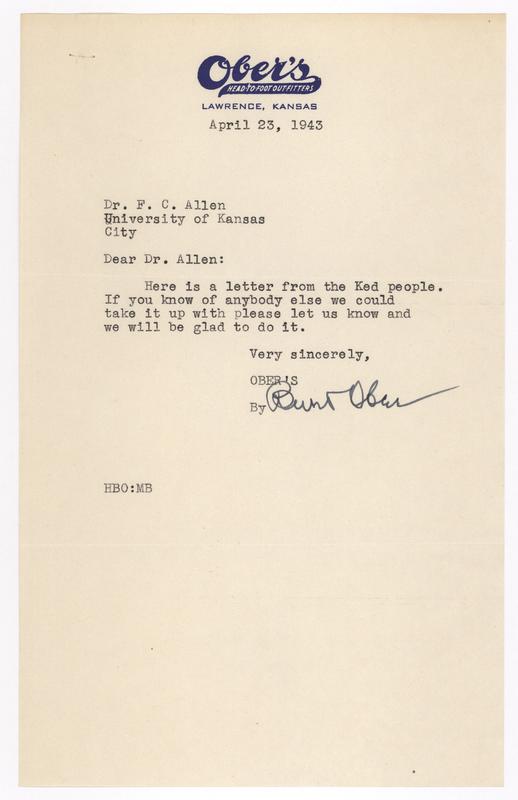 Ober's
HEAD-TO-FOOT OUTFITTERS
LAWRENCE, KANSAS
April 23, 1943
Dr. F. C. Allen
University of Kansas
City
Dear Dr. Allen:
Here is a letter from the Ked people.
If you know of anybody else we could
take it up with please let us know and
we will be glad to do it.
Very sincerely,
OBER'S
By Burt Ober
HBO:MB